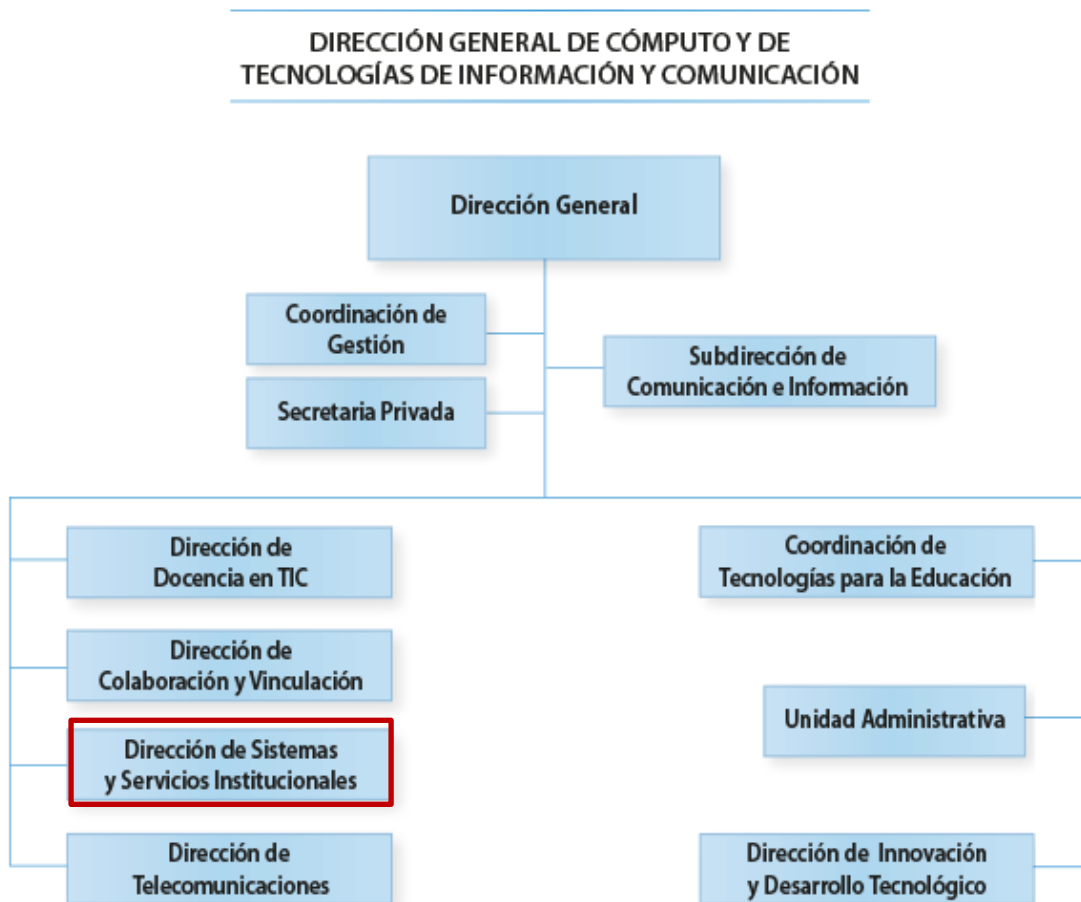 DIRECCIÓN GENERAL DE CÓMPUTO Y DE
TECNOLOGÍAS DE INFORMACIÓN Y COMUNICACIÓN
Dirección General
Coordinación de
Gestión
Subdirección de
Comunicación e Información
Secretaria Privada
Dirección de
Docencia en TIC
Coordinación de
Tecnologías para la Educación
Dirección de
Colaboración y Vinculación
Unidad Administrativa
Dirección de Sistemas
y Servicios Institucionales
Dirección de
Telecomunicaciones
Dirección de Innovación
y Desarrollo Tecnológico